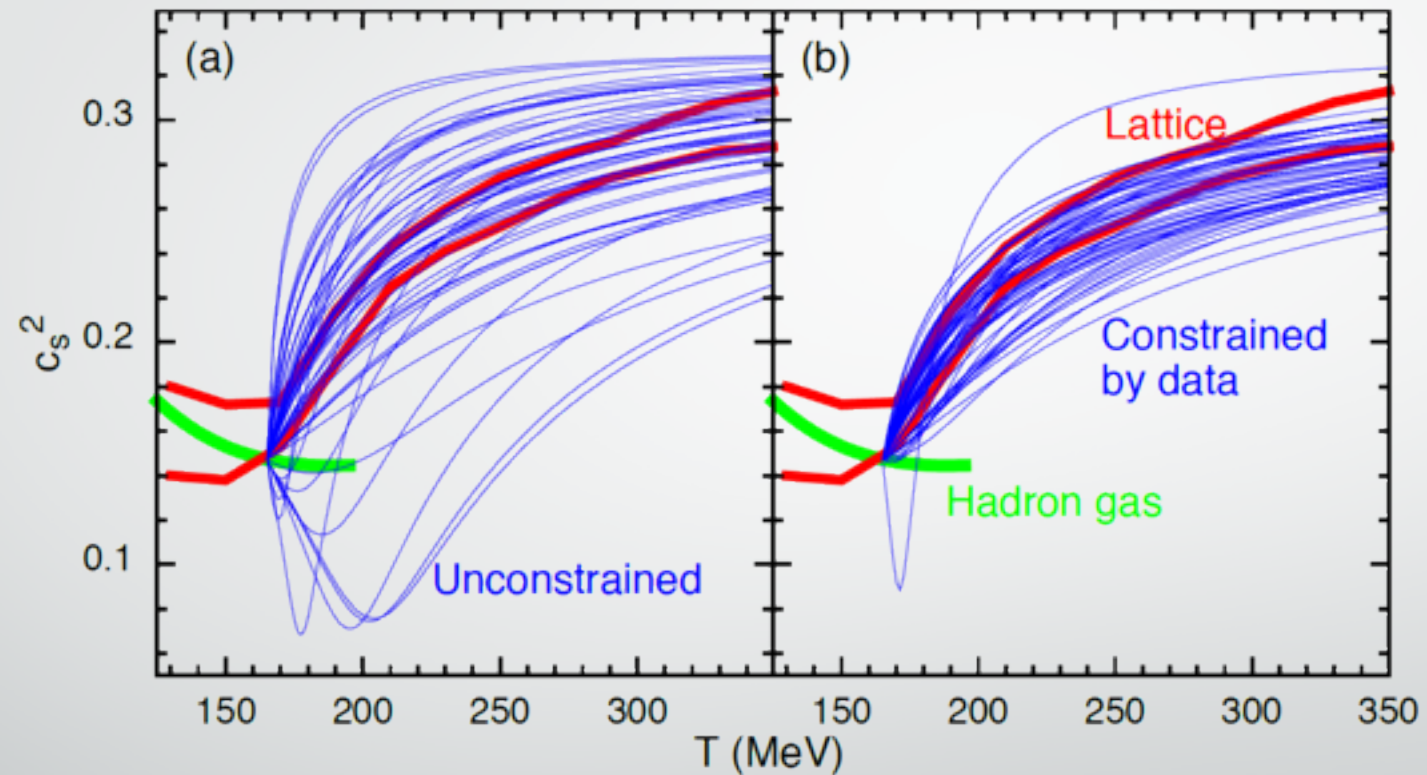 (a)
(b)
0.3
0.2
0.1
cs²
Lattice
Constrained
by data
Hadron gas
Unconstrained
150 200 250 300 150 200 250 300 350
T (MeV)